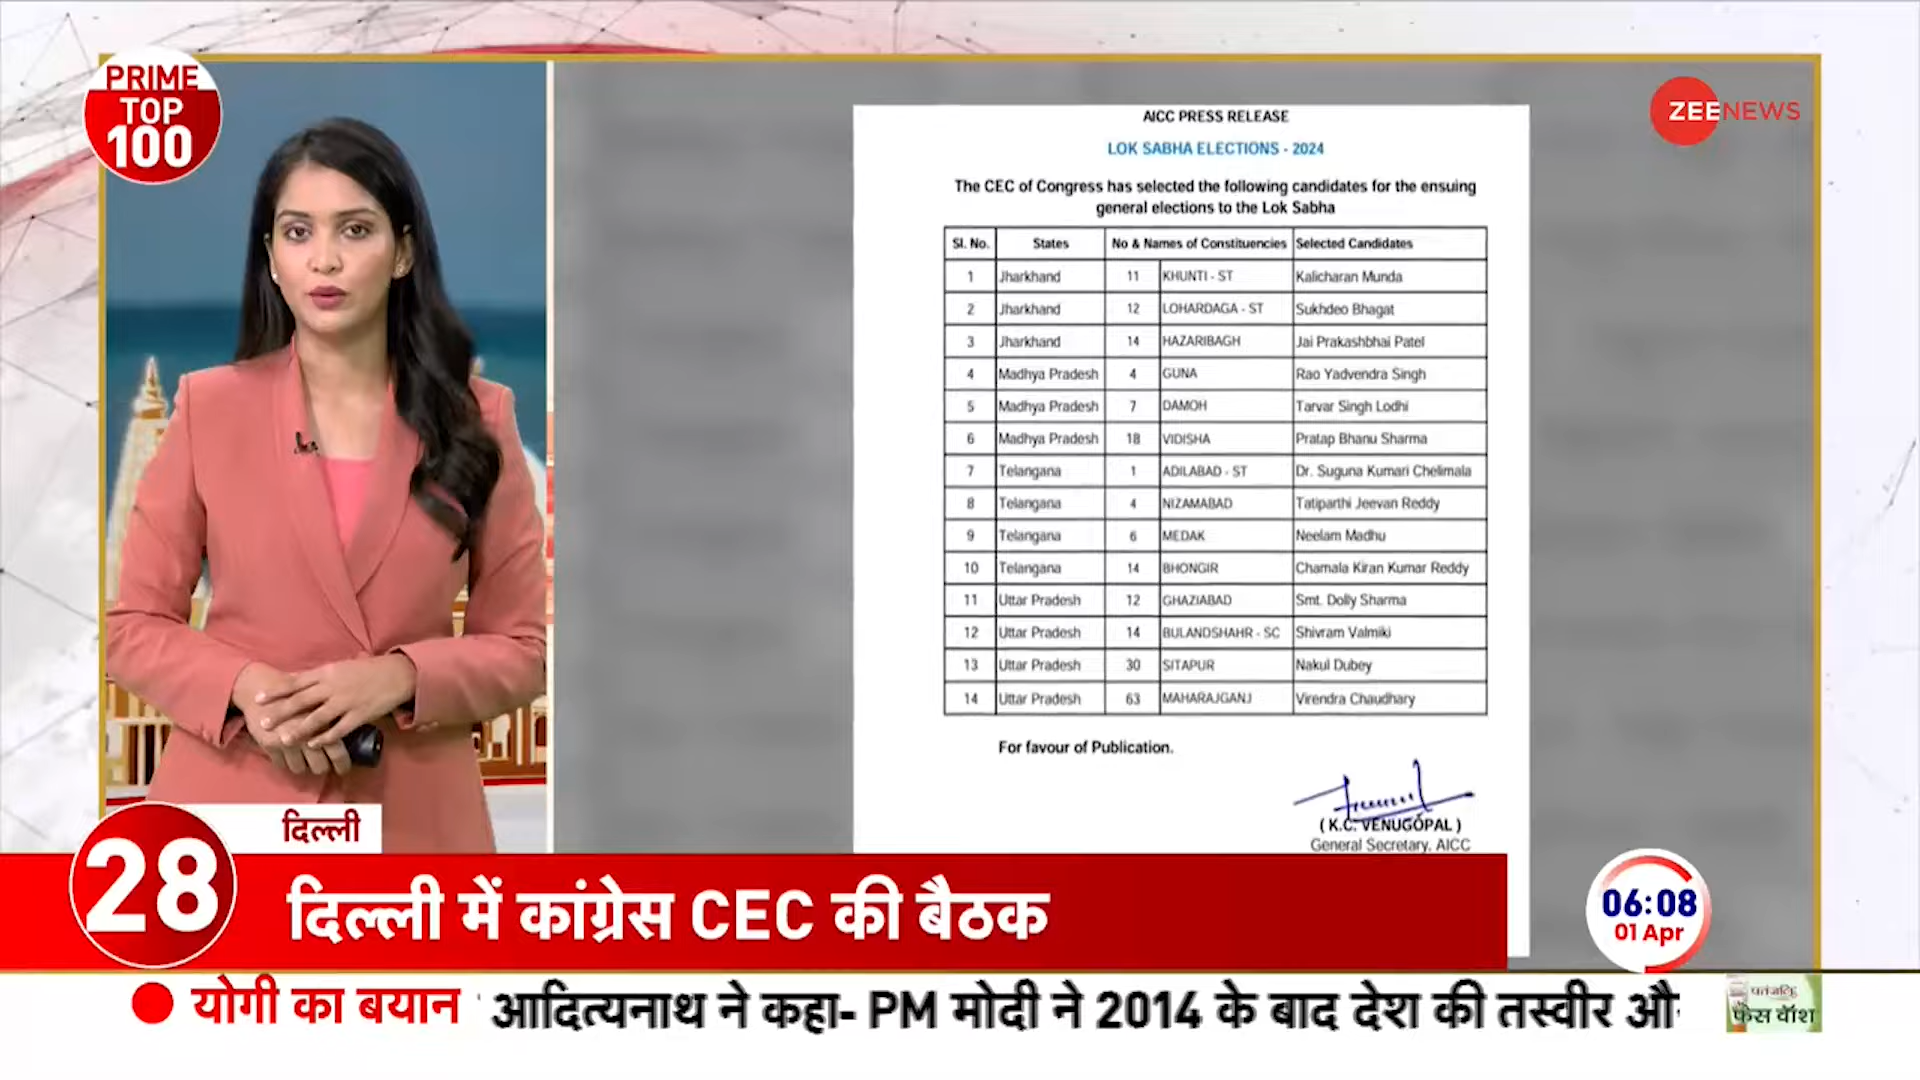 PRIME
TOP
100
ZEE NEWS
AICC PRESS RELEASE
LOK SABHA ELECTIONS - 2024
The CEC of Congress has selected the following candidates for the ensuing
general elections to the Lok Sabha
Sl. No. States No & Names of Constituencies Selected Candidates
1 Jharkhand 11 KHUNTI - ST Kalicharan Munda
2 Jharkhand 12 LOHARDAGA - ST Sukhdeo Bhagat
3 Jharkhand 14 HAZARIBAGH Jai Prakashbhai Patel
4 Madhya Pradesh 4 GUNA Rao Yadvendra Singh
5 Madhya Pradesh 7 DAMOH Tarvar Singh Lodhi
6 Madhya Pradesh 18 VIDISHA Pratap Bhanu Sharma
7 Telangana 1 ADILABAD - ST Dr. Suguna Kumari Chelimala
8 Telangana 4 NIZAMABAD Tatiparthi Jeevan Reddy
9 Telangana 6 MEDAK Neelam Madhu
10 Telangana 14 BHONGIR Chamala Kiran Kumar Reddy
11 Uttar Pradesh 12 GHAZIABAD Smt. Dolly Sharma
12 Uttar Pradesh 14 BULANDSHAHR - SC Shivram Valmiki
13 Uttar Pradesh 30 SITAPUR Nakul Dubey
14 Uttar Pradesh 63 MAHARAJGANJ Virendra Chaudhary
For favour of Publication.
( K.C. VENUGOPAL )
General Secretary, AICC
दिल्ली
28
दिल्ली में कांग्रेस CEC की बैठक
06:08
01 Apr
योगी का बयान
आदित्यनाथ ने कहा- PM मोदी ने 2014 के बाद देश की तस्वीर औ
पतंजलि
फेस वॉश